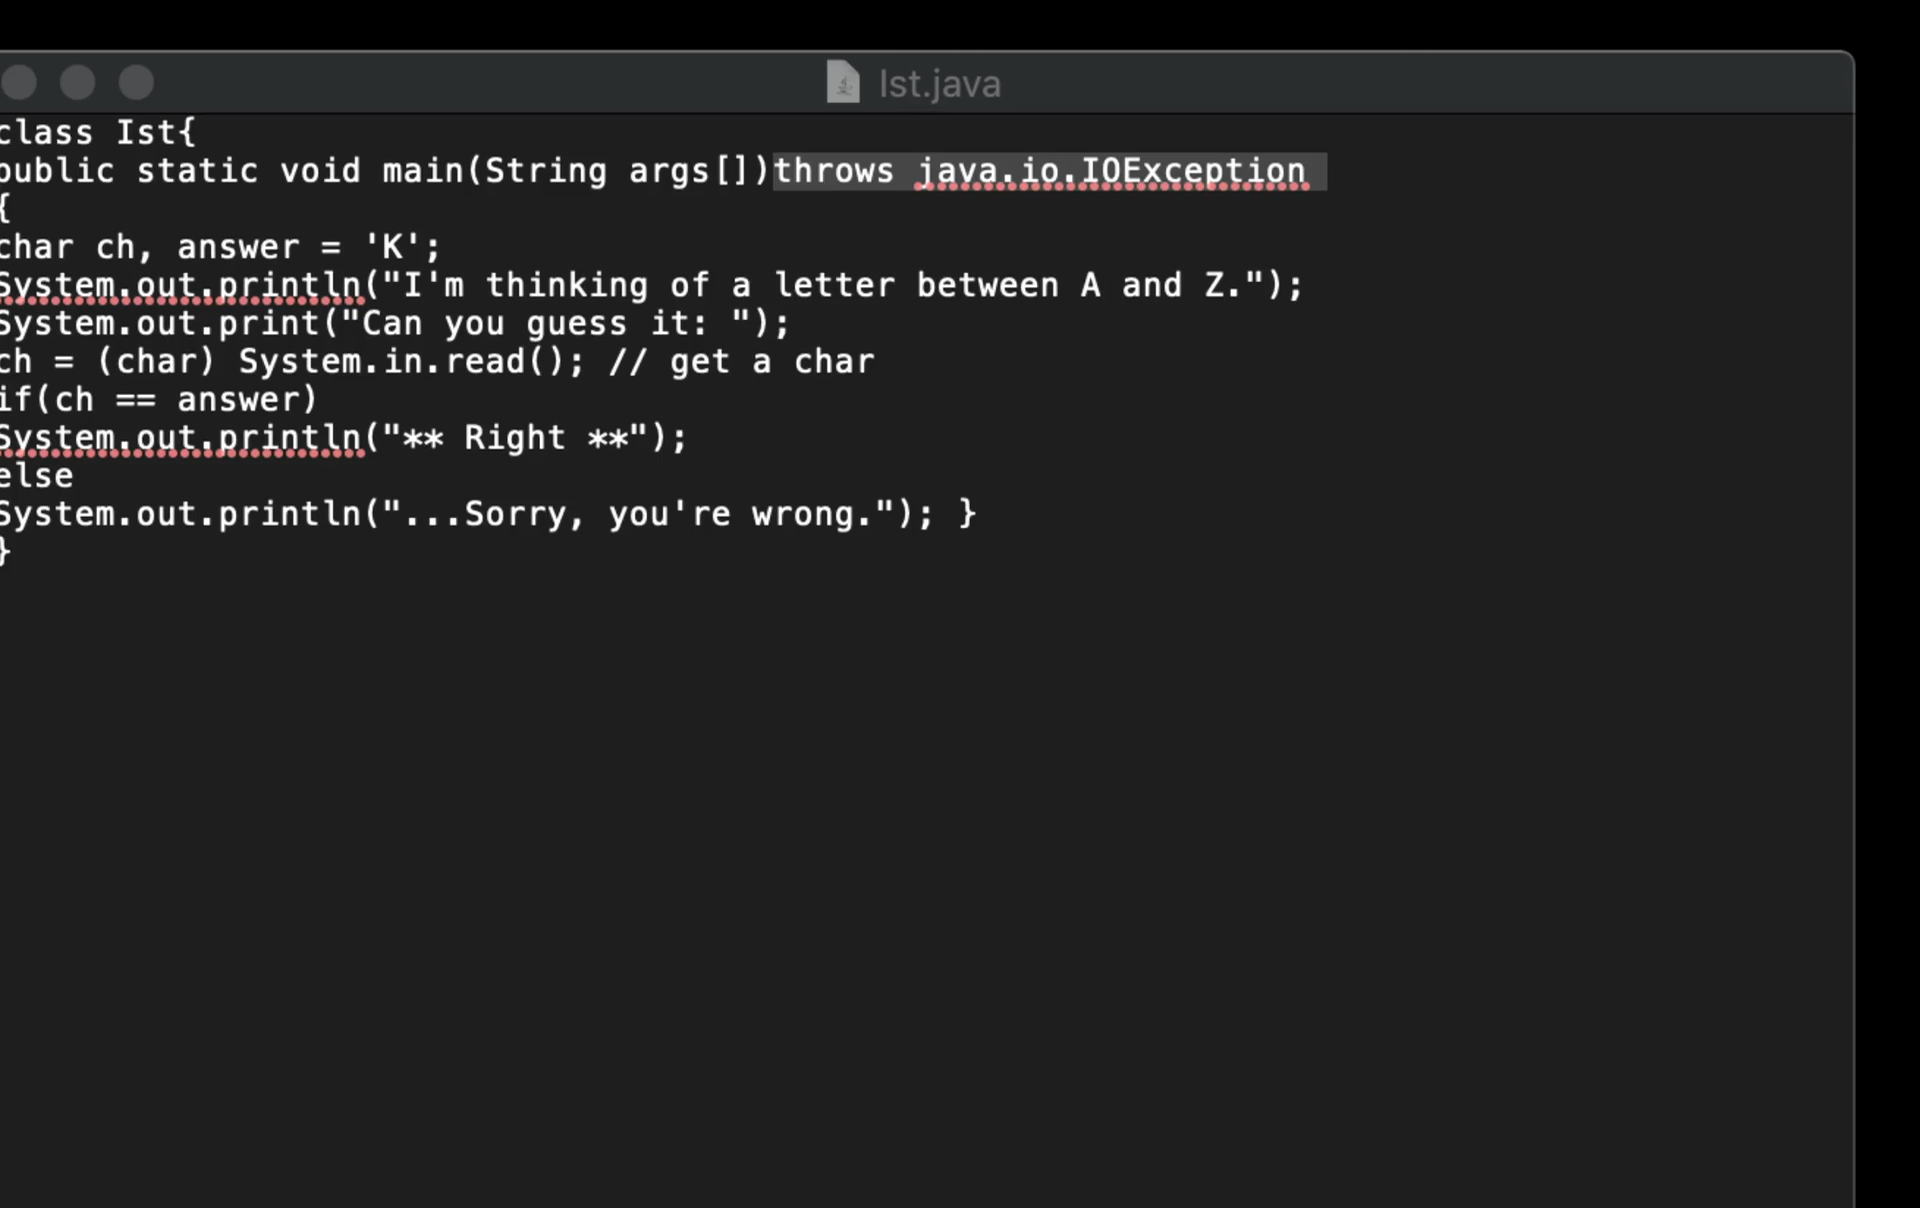 Ist.java
class Ist{
public static void main(String args[])throws java.io.IOException
{
char ch, answer = 'K';
System.out.println("I'm thinking of a letter between A and Z.");
System.out.print("Can you guess it: ");
ch = (char) System.in.read(); // get a char
if(ch == answer)
System.out.println("** Right **");
else
System.out.println("...Sorry, you're wrong."); }
}